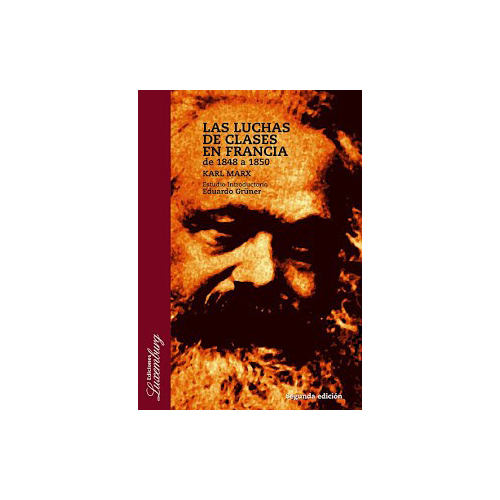 LAS LUCHAS
DE CLASES
EN FRANCIA
de 1848 a 1850
KARL MARX
Estudio Introductorio
Eduardo Grüner
Ediciones
Luxemburg
segunda edición